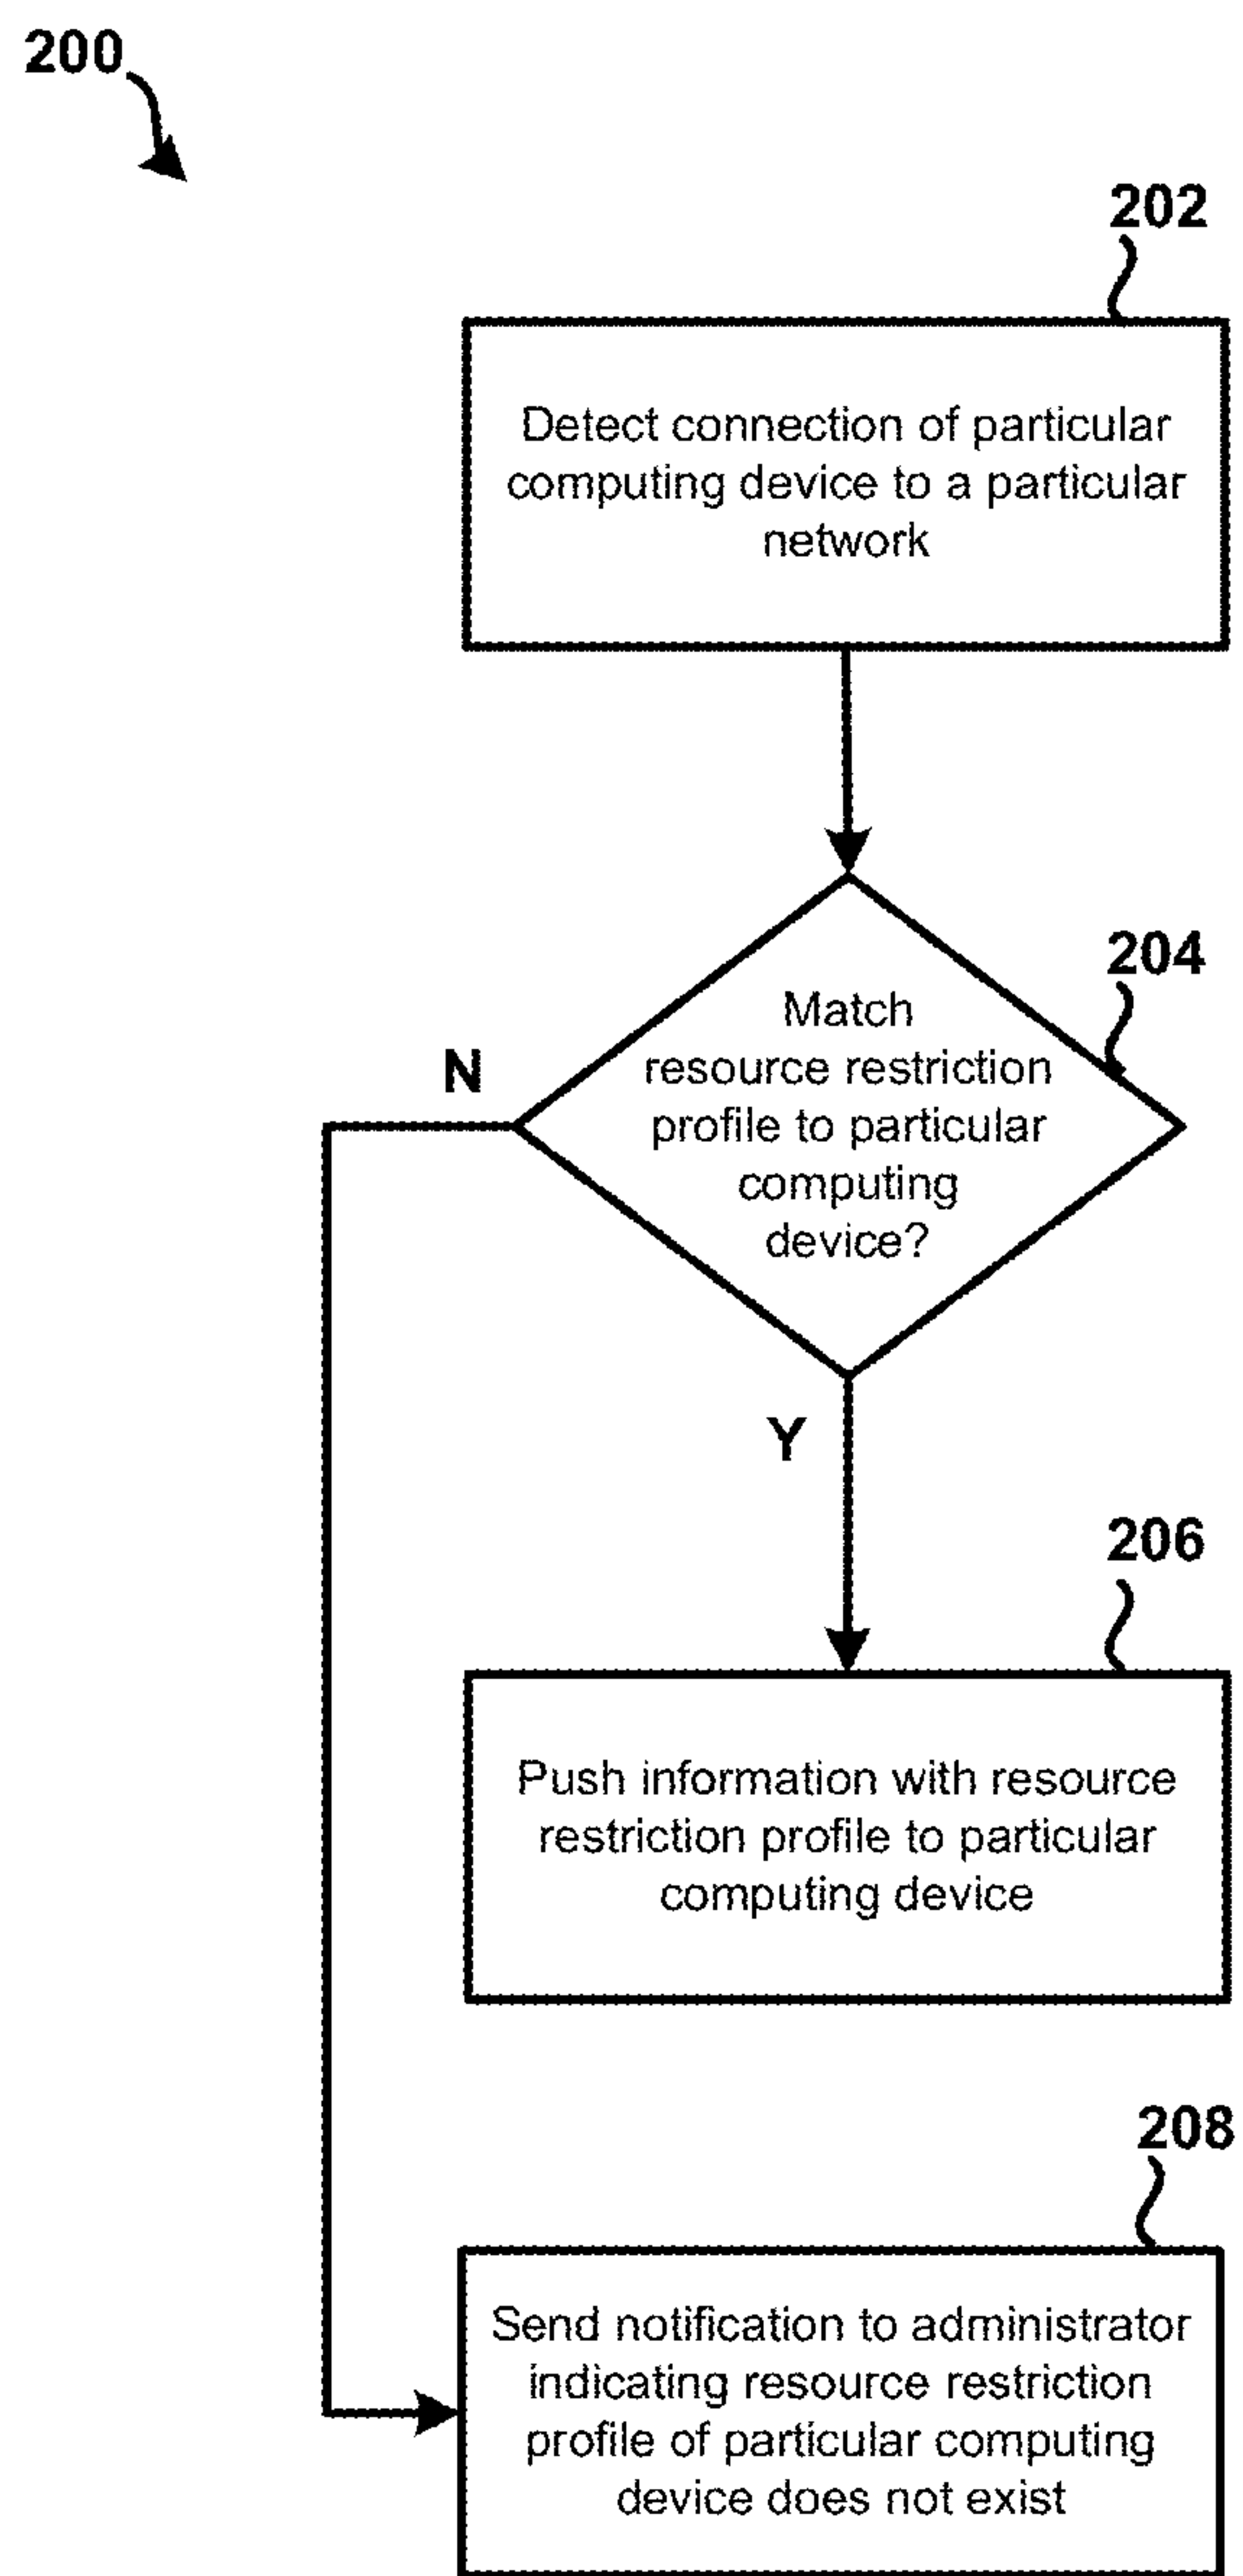 200
202
Detect connection of particular
computing device to a particular
network
204
Match
resource restriction
profile to particular
computing
device?
N
Y
206
Push information with resource
restriction profile to particular
computing device
208
Send notification to administrator
indicating resource restriction
profile of particular computing
device does not exist